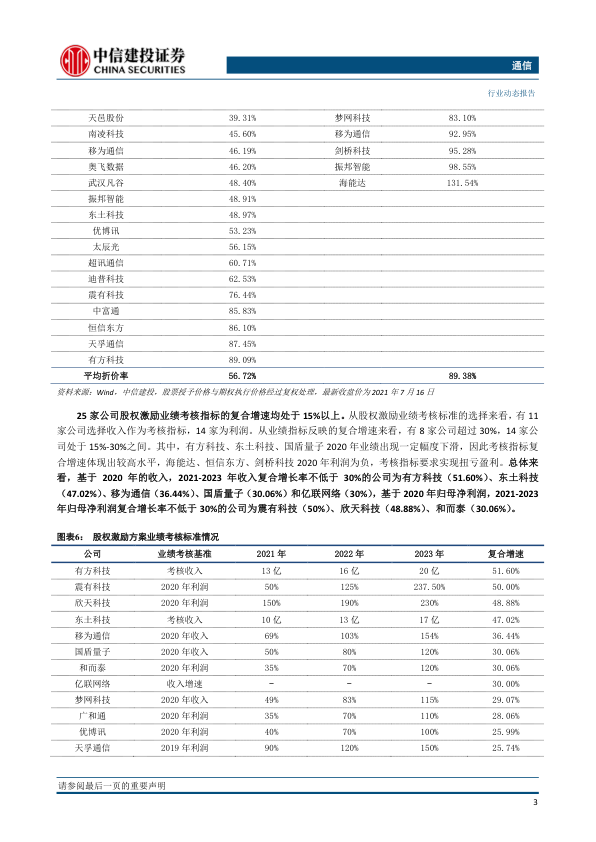 中信建投证券
CHINA SECURITIES
通信
行业动态报告
天邑股份 39.31% 梦网科技 83.10%
南凌科技 45.60% 移为通信 92.95%
移为通信 46.19% 剑桥科技 95.28%
奥飞数据 46.20% 振邦智能 98.55%
武汉凡谷 48.40% 海能达 131.54%
振邦智能 48.91%
东土科技 48.97%
优博讯 53.23%
太辰光 56.15%
超讯通信 60.71%
迪普科技 62.53%
震有科技 76.44%
中富通 85.83%
恒信东方 86.10%
天孚通信 87.45%
有方科技 89.09%
平均折价率 56.72% 89.38%
资料来源：Wind，中信建投，股票授予价格与期权执行价格经过复权处理，最新收盘价为2021 年 7 月 16 日
25 家公司股权激励业绩考核指标的复合增速均处于 15%以上。从股权激励业绩考核标准的选择来看，有 11
家公司选择收入作为考核指标，14 家为利润。从业绩指标反映的复合增速来看，有 8 家公司超过 30%，14 家公
司处于 15%-30%之间。其中，有方科技、东土科技、国盾量子 2020 年业绩出现一定幅度下滑，因此考核指标复
合增速体现出较高水平，海能达、恒信东方、剑桥科技 2020 年利润为负，考核指标要求实现扭亏盈利。总体来
看，基于 2020 年的收入，2021-2023 年收入复合增长率不低于 30%的公司为有方科技（51.60%）、东土科技
（47.02%）、移为通信（36.44%）、国盾量子（30.06%）和亿联网络（30%），基于 2020 年归母净利润，2021-2023
年归母净利润复合增长率不低于 30%的公司为震有科技（50%）、欣天科技（48.88%）、和而泰（30.06%）。
图表6： 股权激励方案业绩考核标准情况
公司 业绩考核基准 2021 年 2022 年 2023 年 复合增速
有方科技 考核收入 13 亿 16 亿 20 亿 51.60%
震有科技 2020 年利润 50% 125% 237.50% 50.00%
欣天科技 2020 年利润 150% 190% 230% 48.88%
东土科技 考核收入 10 亿 13 亿 17 亿 47.02%
移为通信 2020 年收入 69% 103% 154% 36.44%
国盾量子 2020 年收入 50% 80% 120% 30.06%
和而泰 2020 年利润 35% 70% 120% 30.06%
亿联网络 收入增速 - - - 30.00%
梦网科技 2020 年收入 49% 83% 115% 29.07%
广和通 2020 年利润 35% 70% 110% 28.06%
优博讯 2020 年利润 40% 70% 100% 25.99%
天孚通信 2019 年利润 90% 120% 150% 25.74%
请参阅最后一页的重要声明
3